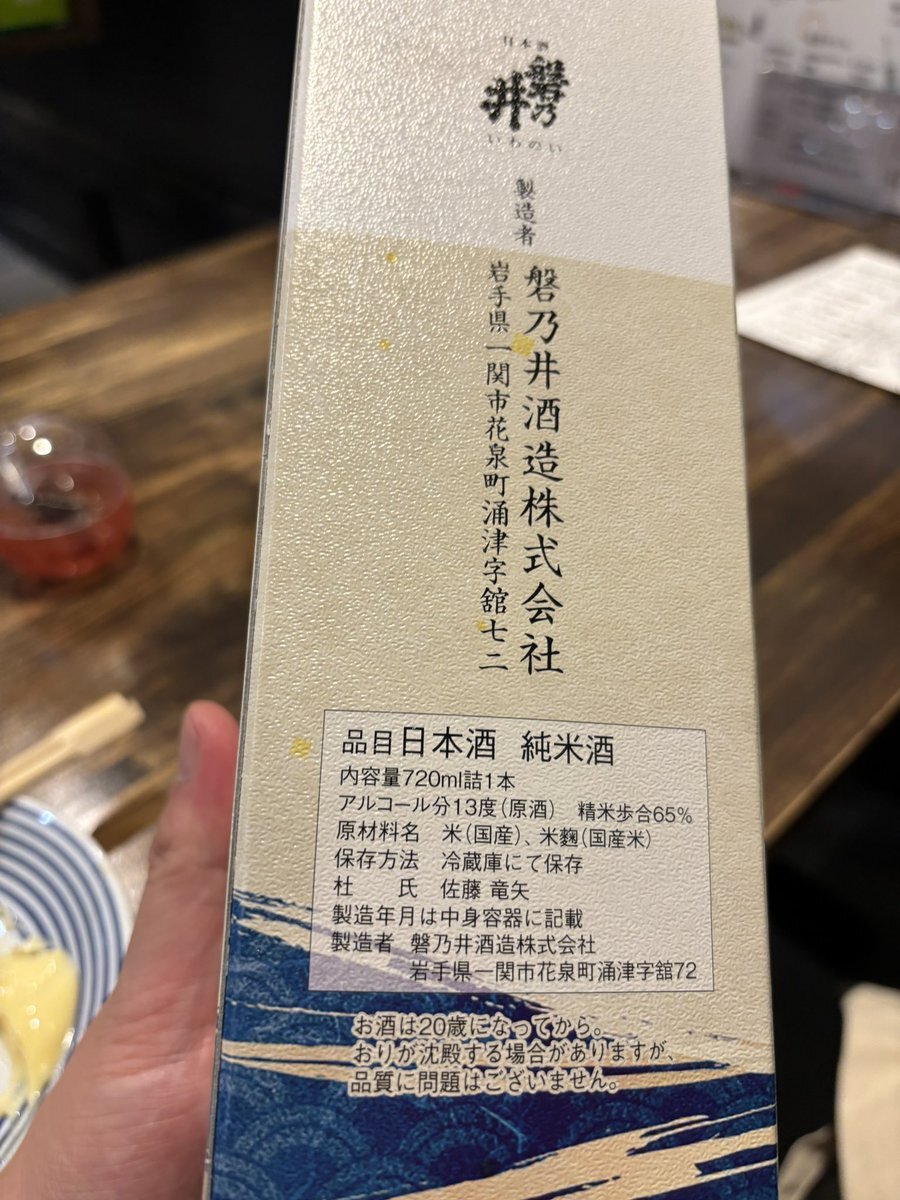 日本酒
磐乃井
いわのい
製造者
磐乃井酒造株式会社
岩手県一関市花泉町涌津字舘七二
品目日本酒 純米酒
内容量720ml詰1本
アルコール分13度(原酒) 精米歩合65%
原材料名 米(国産)、米麴(国産米)
保存方法 冷蔵庫にて保存
杜 氏 佐藤 竜矢
製造年月は中身容器に記載
製造者 磐乃井酒造株式会社
岩手県一関市花泉町涌津字舘72
お酒は20歳になってから。
おりが沈殿する場合がありますが、
品質に問題はございません。